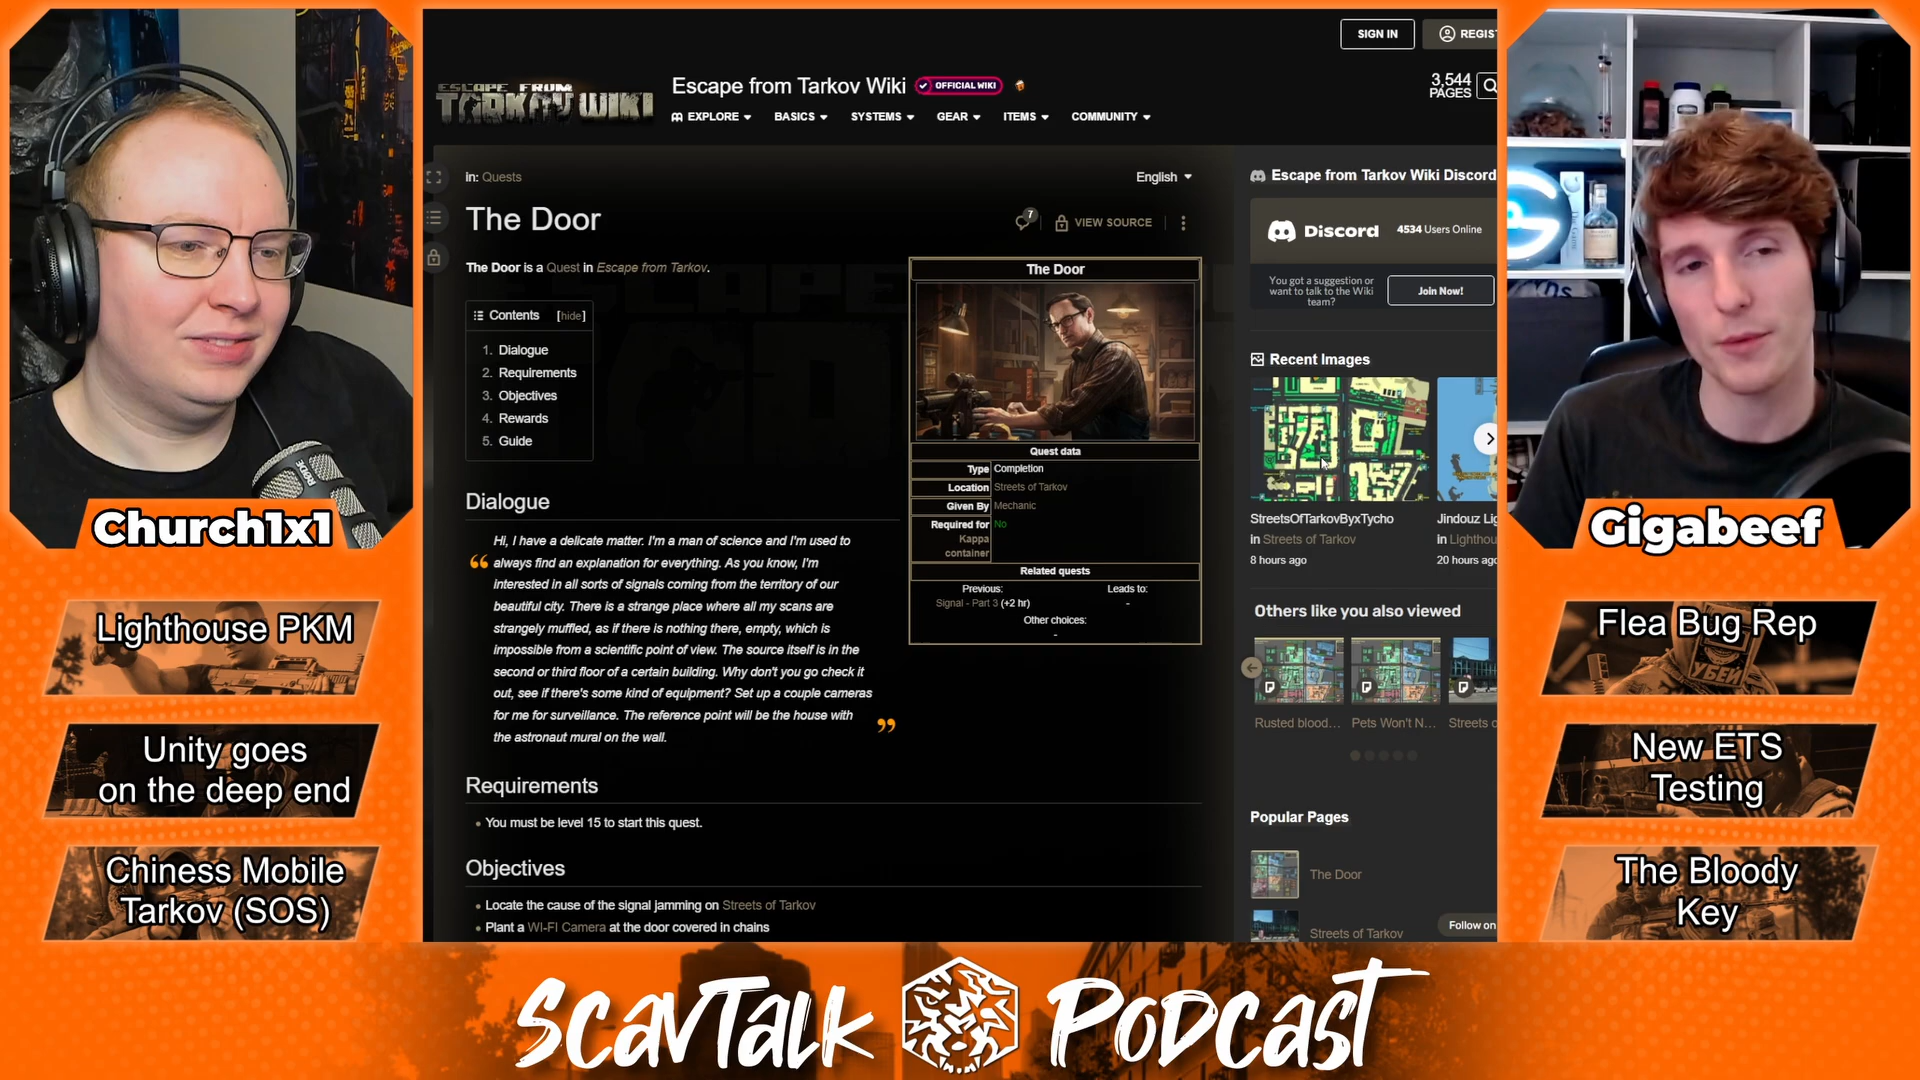 SIGN IN
REGIST
ESCAPE FROM
TARKOV WIKI
Escape from Tarkov Wiki
OFFICIAL WIKI
3,544
PAGES
EXPLORE
BASICS
SYSTEMS
GEAR
ITEMS
COMMUNITY
in: Quests
English
The Door
7
VIEW SOURCE
The Door is a Quest in Escape from Tarkov.
Contents [hide]
1. Dialogue
2. Requirements
3. Objectives
4. Rewards
5. Guide
Dialogue
Hi, I have a delicate matter. I'm a man of science and I'm used to
always find an explanation for everything. As you know, I'm
interested in all sorts of signals coming from the territory of our
beautiful city. There is a strange place where all my scans are
strangely muffled, as if there is nothing there, empty, which is
impossible from a scientific point of view. The source itself is in the
second or third floor of a certain building. Why don't you go check it
out, see if there's some kind of equipment? Set up a couple cameras
for me for surveillance. The reference point will be the house with
the astronaut mural on the wall.
Requirements
You must be level 15 to start this quest.
Objectives
Locate the cause of the signal jamming on Streets of Tarkov
Plant a WI-FI Camera at the door covered in chains
The Door
Quest data
Type Completion
Location Streets of Tarkov
Given By Mechanic
Required for No
Kappa
container
Related quests
Previous:
Signal - Part 3 (+2 hr)
Leads to:
-
Other choices:
-
Escape from Tarkov Wiki Discord
Discord
4534 Users Online
You got a suggestion or
want to talk to the Wiki
team?
Join Now!
Recent Images
StreetsOfTarkovByxTycho
in Streets of Tarkov
8 hours ago
Jindouz Lig
in Lighthou
20 hours ago
Others like you also viewed
Rusted blood...
Pets Won't N...
Streets o
Popular Pages
The Door
Streets of Tarkov
Follow on
Church1x1
Lighthouse PKM
Unity goes
on the deep end
Chiness Mobile
Tarkov (SOS)
Gigabeef
Flea Bug Rep
New ETS
Testing
The Bloody
Key
УБЕЙ
ScavTalk Podcast